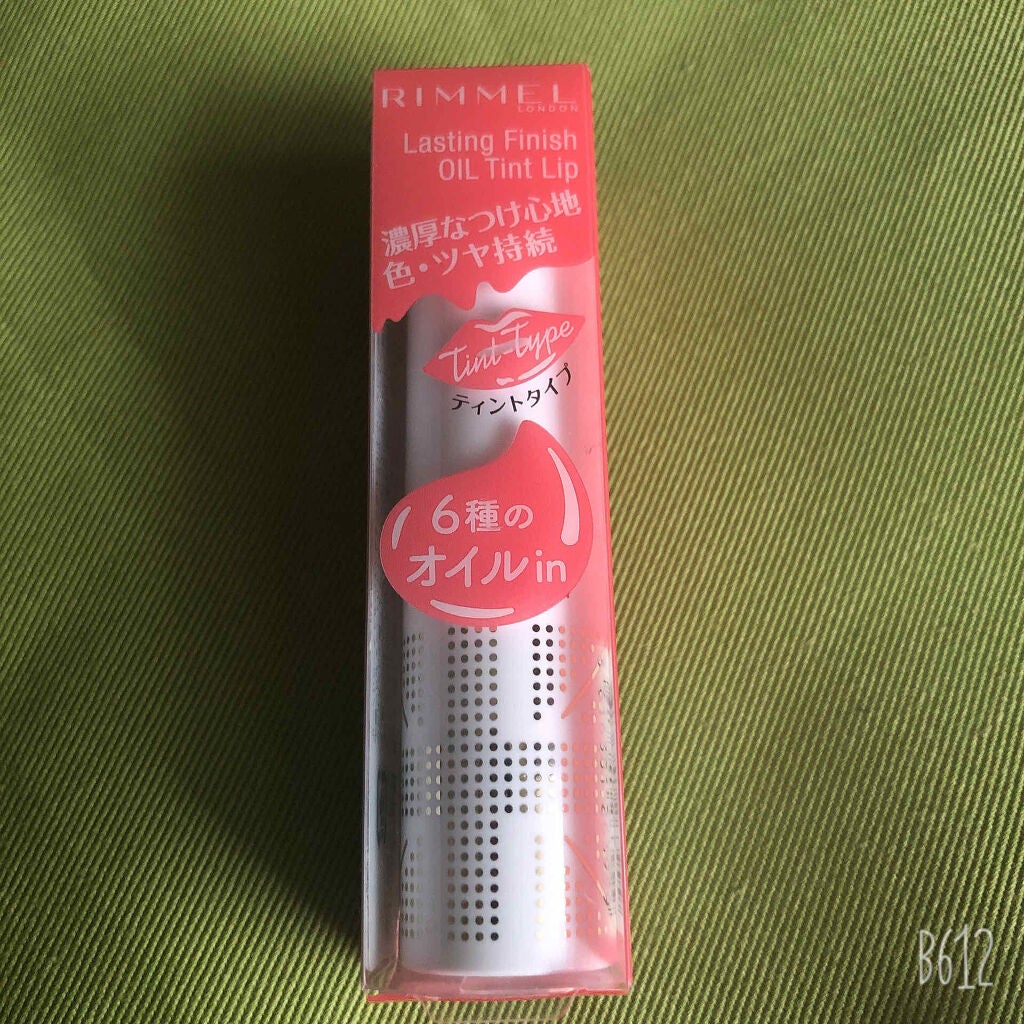 RIMMEL
LONDON
Lasting Finish
OIL Tint Lip
濃厚なつけ心地
色・ツヤ持続
Tint-Type
ティントタイプ
6種の
オイルin
B612